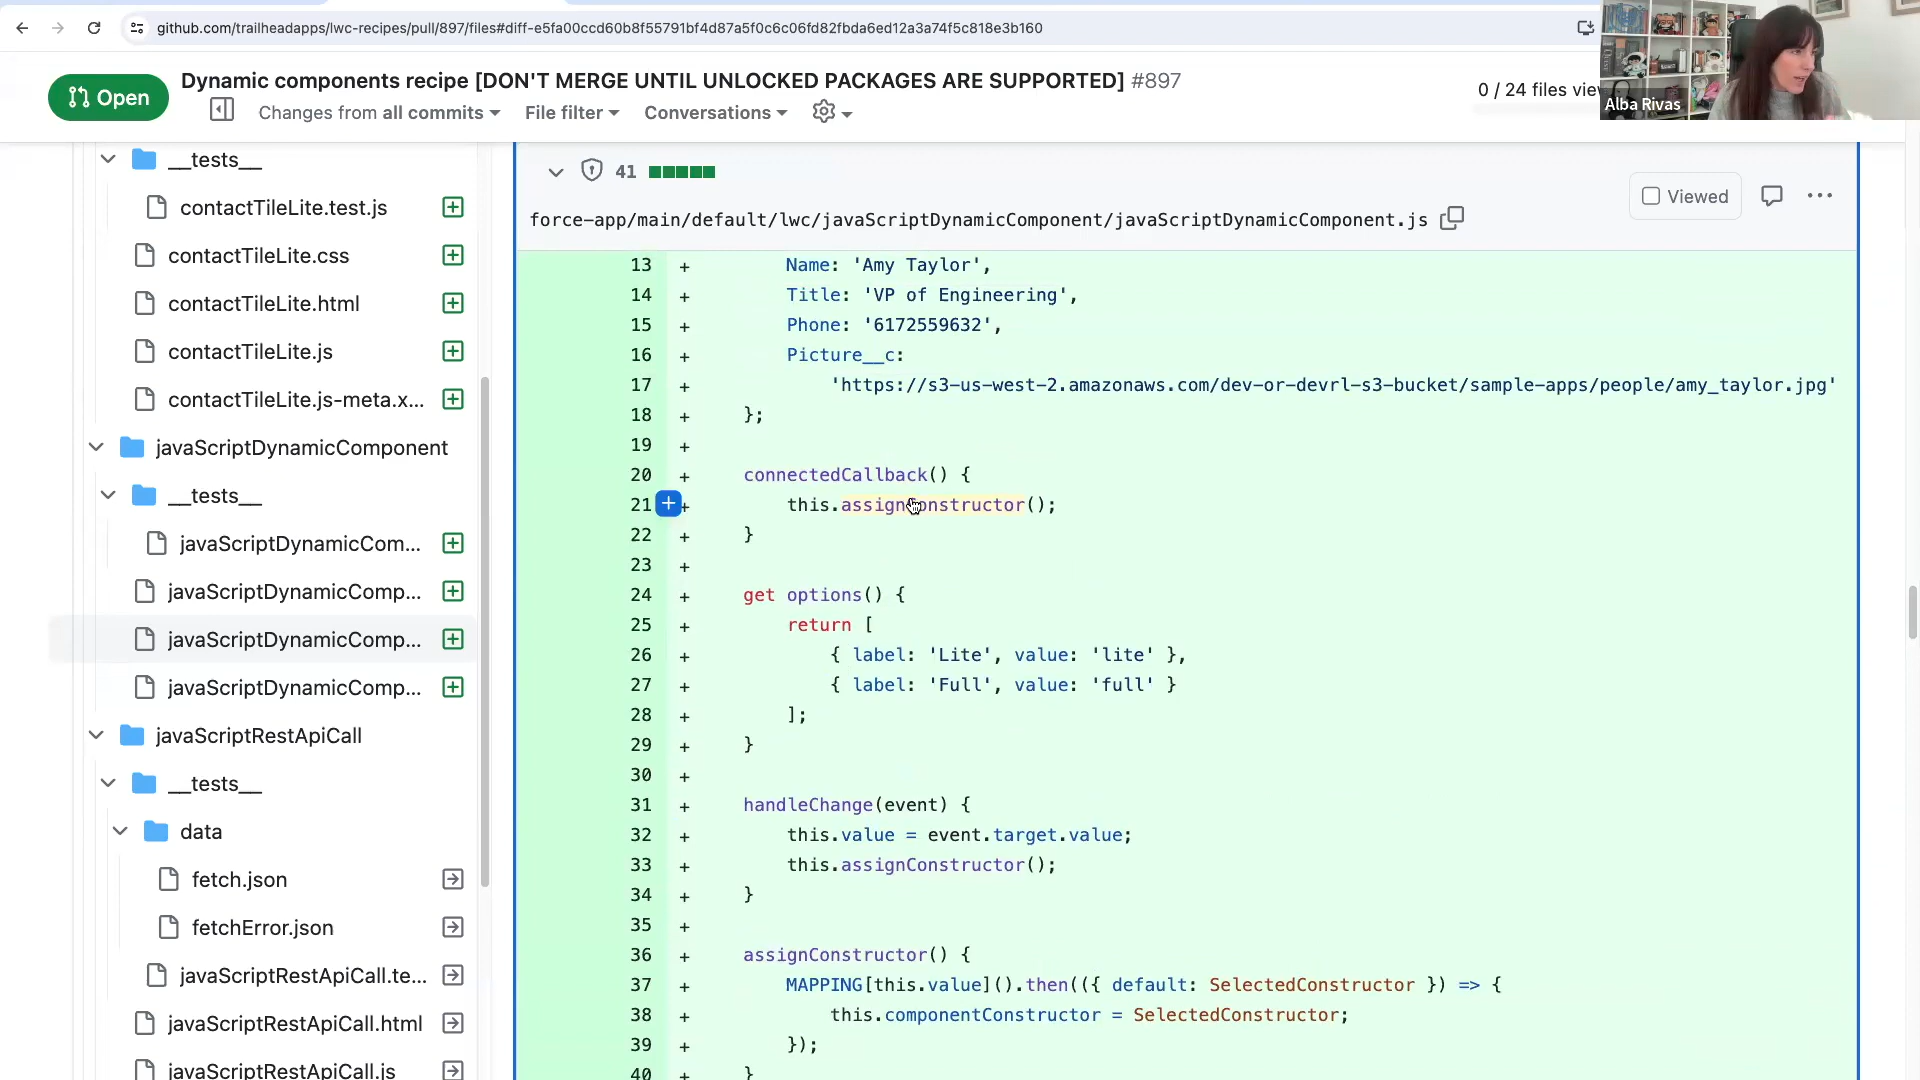 github.com/trailheadapps/lwc-recipes/pull/897/files#diff-e5fa00ccd60b8f55791bf4d87a5f0c6c06fd82fbda6ed12a3a74f5c818e3b160
Open
Dynamic components recipe [DON'T MERGE UNTIL UNLOCKED PACKAGES ARE SUPPORTED] #897
Changes from all commits
File filter
Conversations
0 / 24 files view
Alba Rivas
__tests__
contactTileLite.test.js
contactTileLite.css
contactTileLite.html
contactTileLite.js
contactTileLite.js-meta.x...
javaScriptDynamicComponent
__tests__
javaScriptDynamicCom...
javaScriptDynamicComp...
javaScriptDynamicComp...
javaScriptDynamicComp...
javaScriptRestApiCall
__tests__
data
fetch.json
fetchError.json
javaScriptRestApiCall.te...
javaScriptRestApiCall.html
javaScriptRestApiCall.js
41
Viewed
force-app/main/default/lwc/javaScriptDynamicComponent/javaScriptDynamicComponent.js
13 + Name: 'Amy Taylor',
14 + Title: 'VP of Engineering',
15 + Phone: '6172559632',
16 + Picture__c:
17 + 'https://s3-us-west-2.amazonaws.com/dev-or-devrl-s3-bucket/sample-apps/people/amy_taylor.jpg'
18 + };
19 +
20 + connectedCallback() {
21 + this.assignConstructor();
22 + }
23 +
24 + get options() {
25 + return [
26 + { label: 'Lite', value: 'lite' },
27 + { label: 'Full', value: 'full' }
28 + ];
29 + }
30 +
31 + handleChange(event) {
32 + this.value = event.target.value;
33 + this.assignConstructor();
34 + }
35 +
36 + assignConstructor() {
37 + MAPPING[this.value]().then(({ default: SelectedConstructor }) => {
38 + this.componentConstructor = SelectedConstructor;
39 + });
40 + }